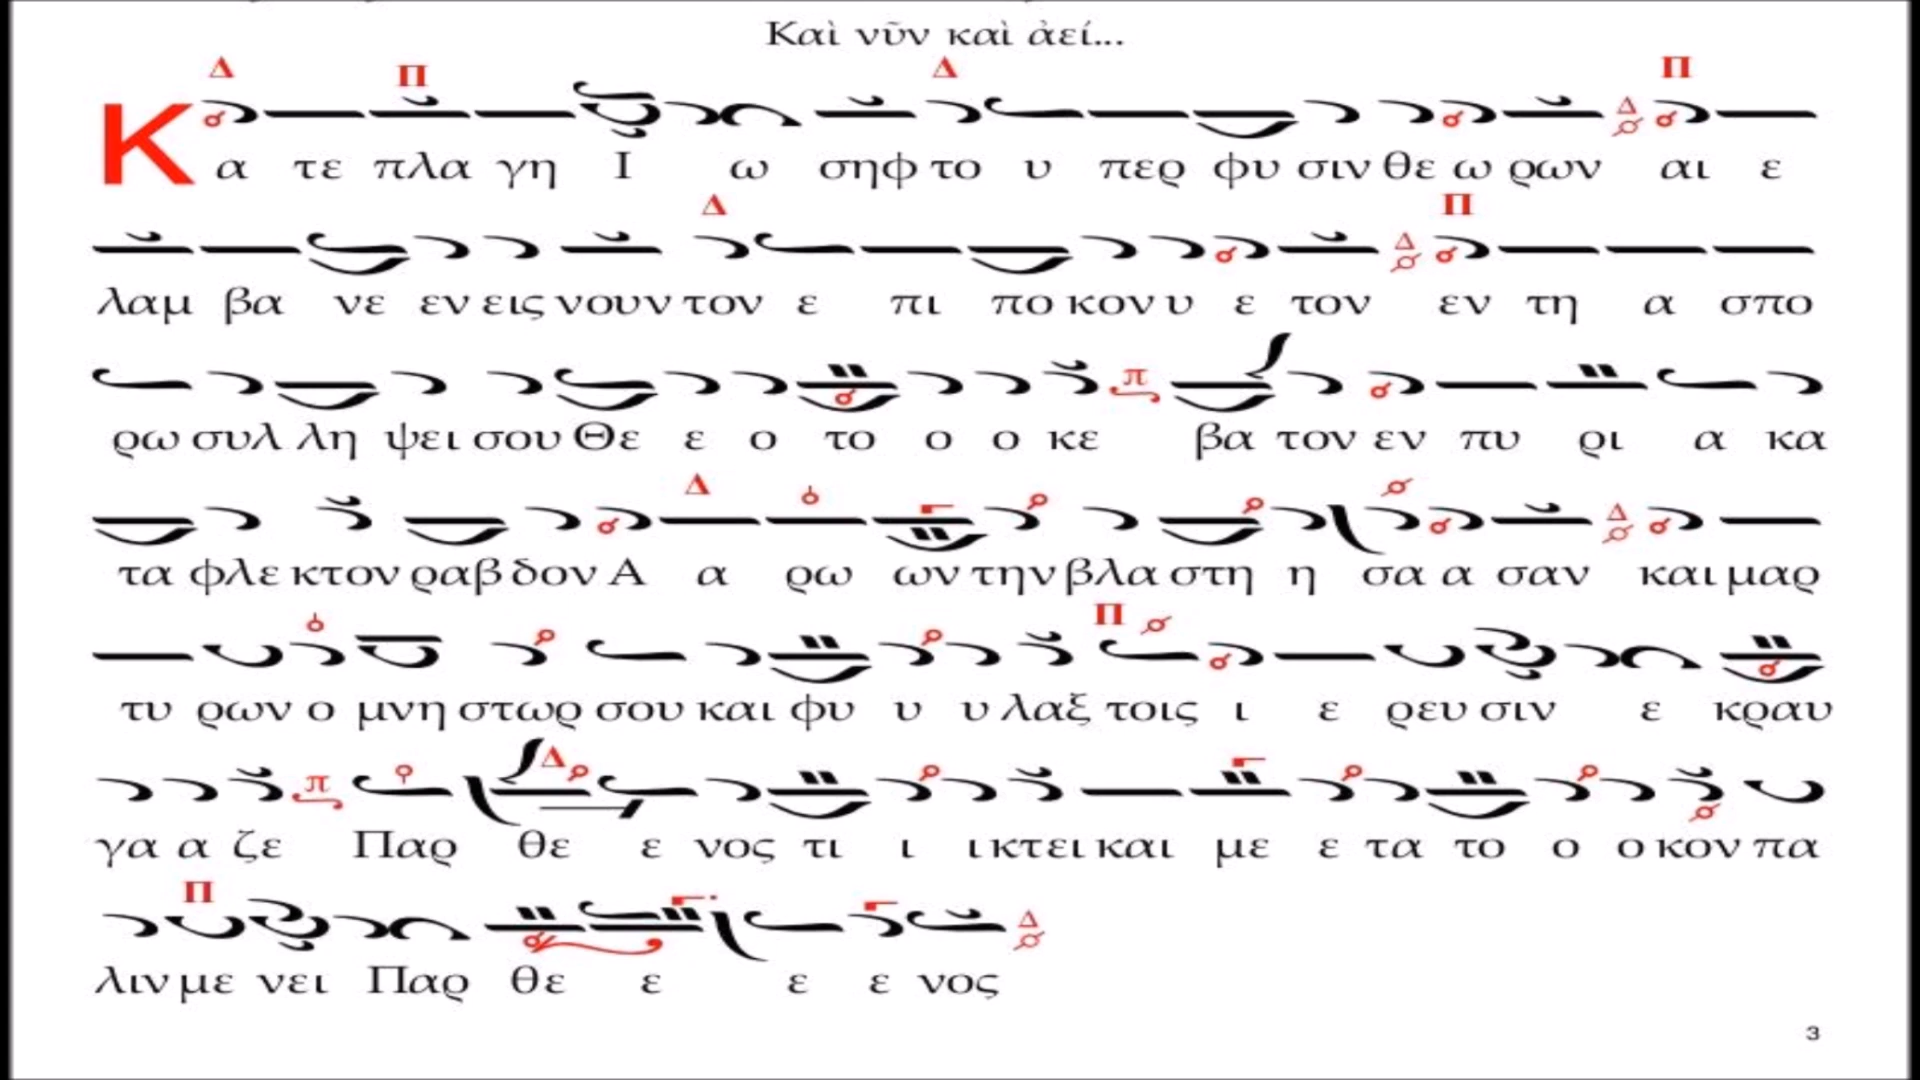 Καὶ νῦν καὶ ἀεί...
Δ Π Δ Π
Κ α τε πλα γη Ι ω σηφ το υ περ φυ σιν θε ω ρων Δ αι ε
Δ Π
λαμ βα νε εν εις νουν τον ε πι πο κον υ ε τον Δ εν τη α σπο
ρω συλ λη ψει σου Θε ε ο το ο ο κε π βα τον εν πυ ρι α κα
Δ
τα φλε κτον ραβ δον Α α ρω ων την βλα στη η σα α σαν Δ και μαρ
Π
τυ ρων ο μνη στωρ σου και φυ υ υ λαξ τοις ι ε ρευ σιν ε κραυ
Δ
γα α ζε π Παρ θε ε νος τι ι ι κτει και με ε τα το ο ο κον πα
Π
λιν με νει Παρ θε ε ε ε νος Δ
3